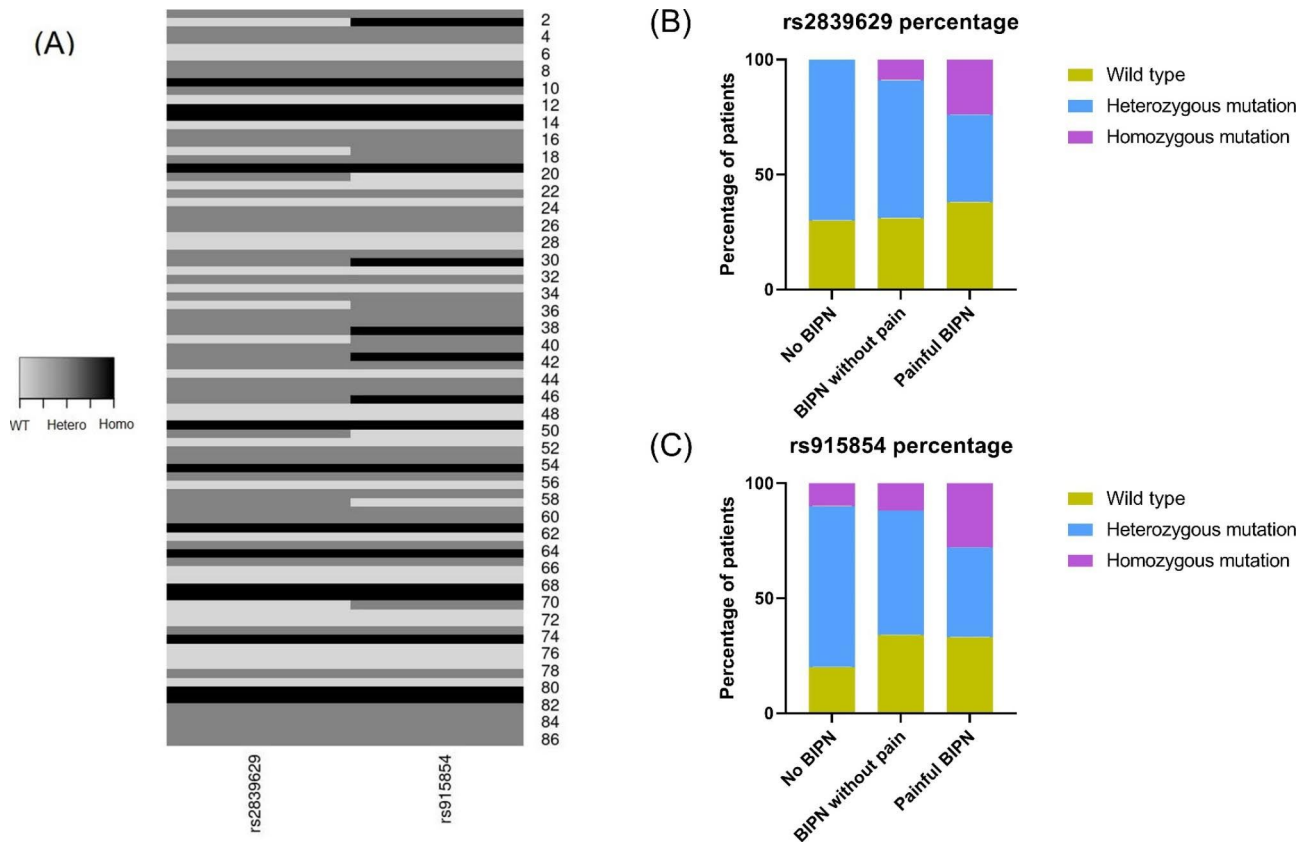 (A)
2
4
6
8
10
12
14
16
18
20
22
24
26
28
30
32
34
36
38
40
42
44
46
48
50
52
54
56
58
60
62
64
66
68
70
72
74
76
78
80
82
84
86
WT Hetero Homo
rs2839629
rs915854
(B)
rs2839629 percentage
Percentage of patients
100
50
0
No BIPN
BIPN without pain
Painful BIPN
Wild type
Heterozygous mutation
Homozygous mutation
(C)
rs915854 percentage
Percentage of patients
100
50
0
No BIPN
BIPN without pain
Painful BIPN
Wild type
Heterozygous mutation
Homozygous mutation